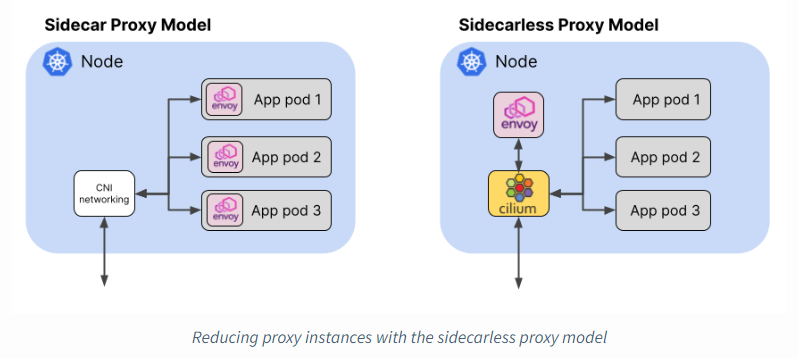 Sidecar Proxy Model
Node
envoy
App pod 1
envoy
App pod 2
envoy
App pod 3
CNI
networking
Sidecarless Proxy Model
Node
envoy
cilium
App pod 1
App pod 2
App pod 3
Reducing proxy instances with the sidecarless proxy model